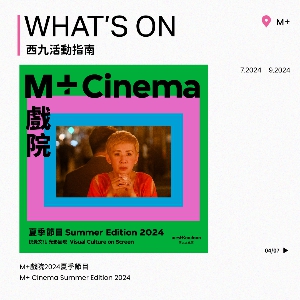 WHAT'S ON
西九活動指南
M+
7.2024 – 9.2024
M+ Cinema
戲院
夏季節目 Summer Edition 2024
Visual Culture on Screen
04/07
M+戲院2024夏季節目
M+ Cinema Summer Edition 2024